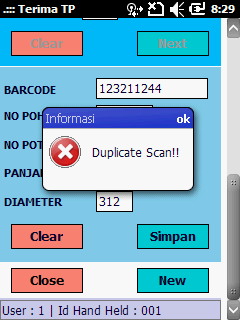 .::: Terima TP 8:29
Clear Next
BARCODE 123211244
NO POH
Informasi ok
Duplicate Scan!!
NO POT
PANJA
DIAMETER 312
Clear Simpan
Close New
User : 1 | Id Hand Held : 001